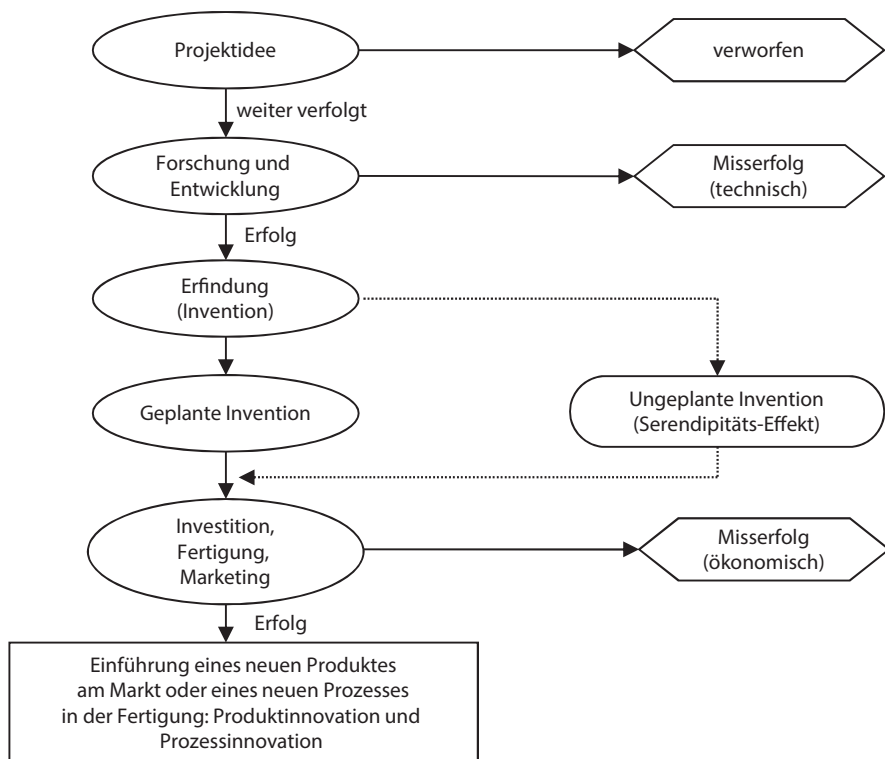 Projektidee
verworfen
weiter verfolgt
Forschung und
Entwicklung
Misserfolg
(technisch)
Erfolg
Erfindung
(Invention)
Geplante Invention
Ungeplante Invention
(Serendipitäts-Effekt)
Investition,
Fertigung,
Marketing
Misserfolg
(ökonomisch)
Erfolg
Einführung eines neuen Produktes
am Markt oder eines neuen Prozesses
in der Fertigung: Produktinnovation und
Prozessinnovation